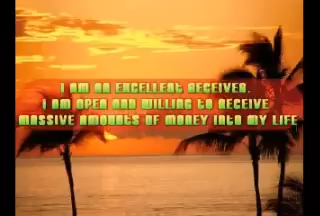 I AM AN EXCELLENT RECEIVER.
I AM OPEN AND WILLING TO RECEIVE
MASSIVE AMOUNTS OF MONEY INTO MY LIFE